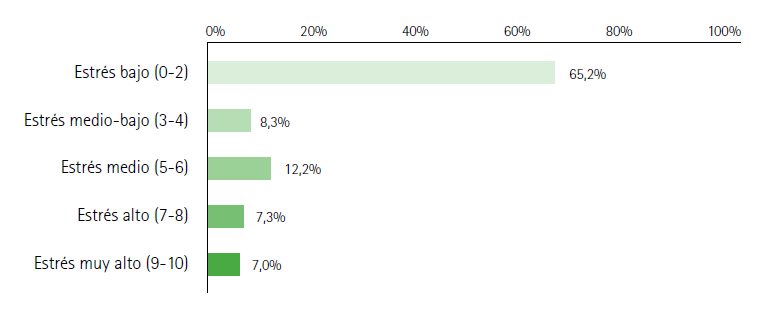 0% 20% 40% 60% 80% 100%
Estrés bajo (0-2) 65,2%
Estrés medio-bajo (3-4) 8,3%
Estrés medio (5-6) 12,2%
Estrés alto (7-8) 7,3%
Estrés muy alto (9-10) 7,0%